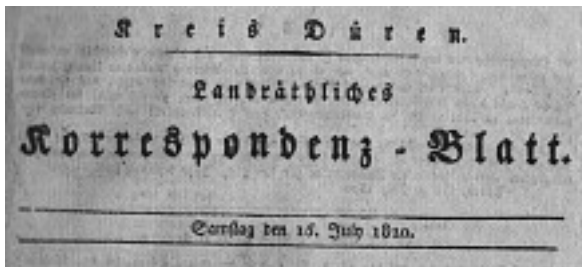 Kreis Düren.
Landräthliches
Korrespondenz - Blatt.
Samstag den 15. July 1820.